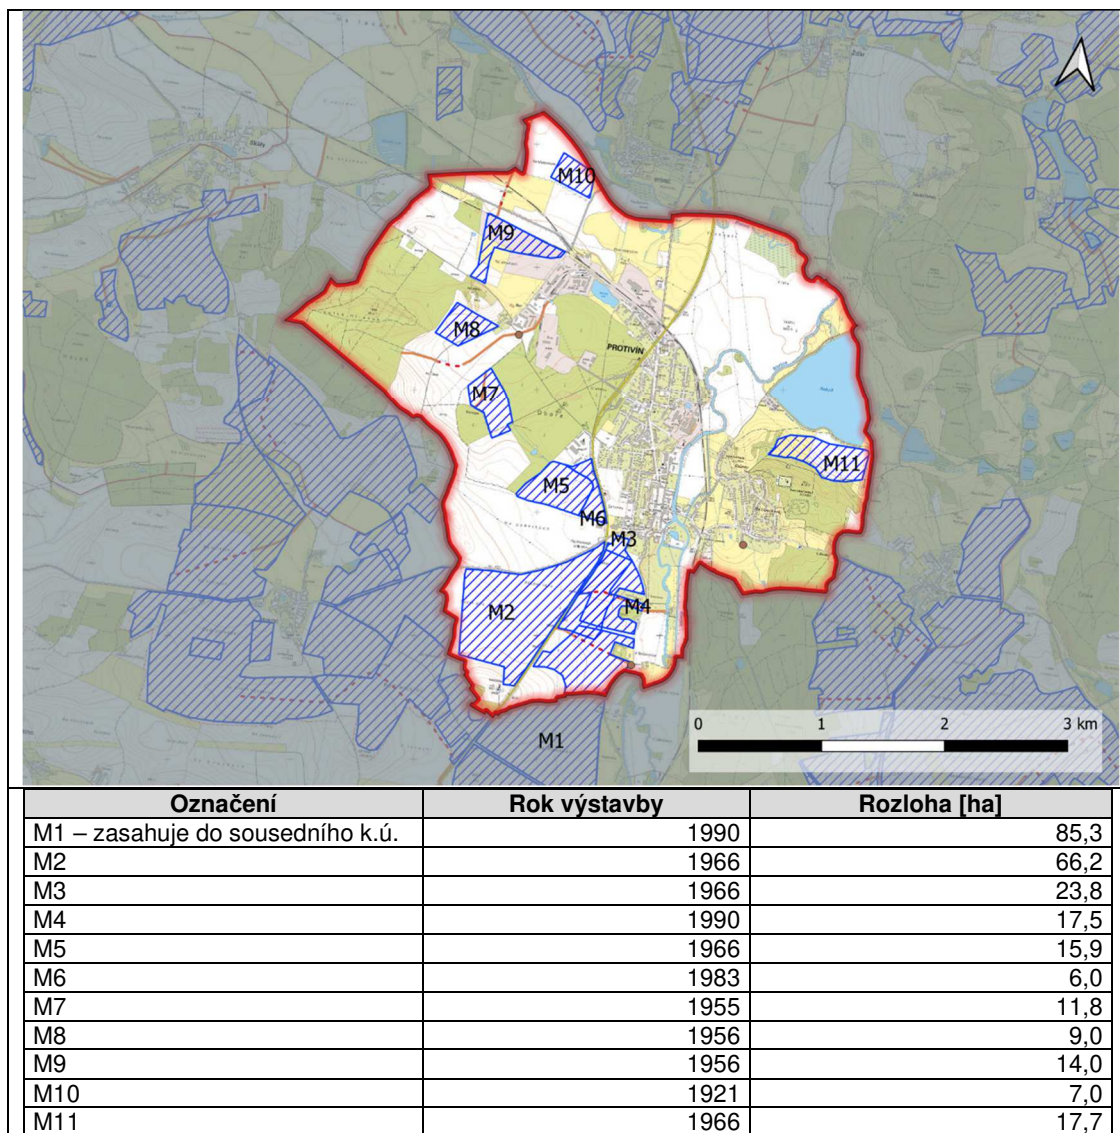 M10
M9
M8
PROTIVÍN
M7
M11
M5
M6
M3
M2
M4
M1
0 1 2 3 km
Označení Rok výstavby Rozloha [ha]
M1 – zasahuje do sousedního k.ú. 1990 85,3
M2 1966 66,2
M3 1966 23,8
M4 1990 17,5
M5 1966 15,9
M6 1983 6,0
M7 1955 11,8
M8 1956 9,0
M9 1956 14,0
M10 1921 7,0
M11 1966 17,7